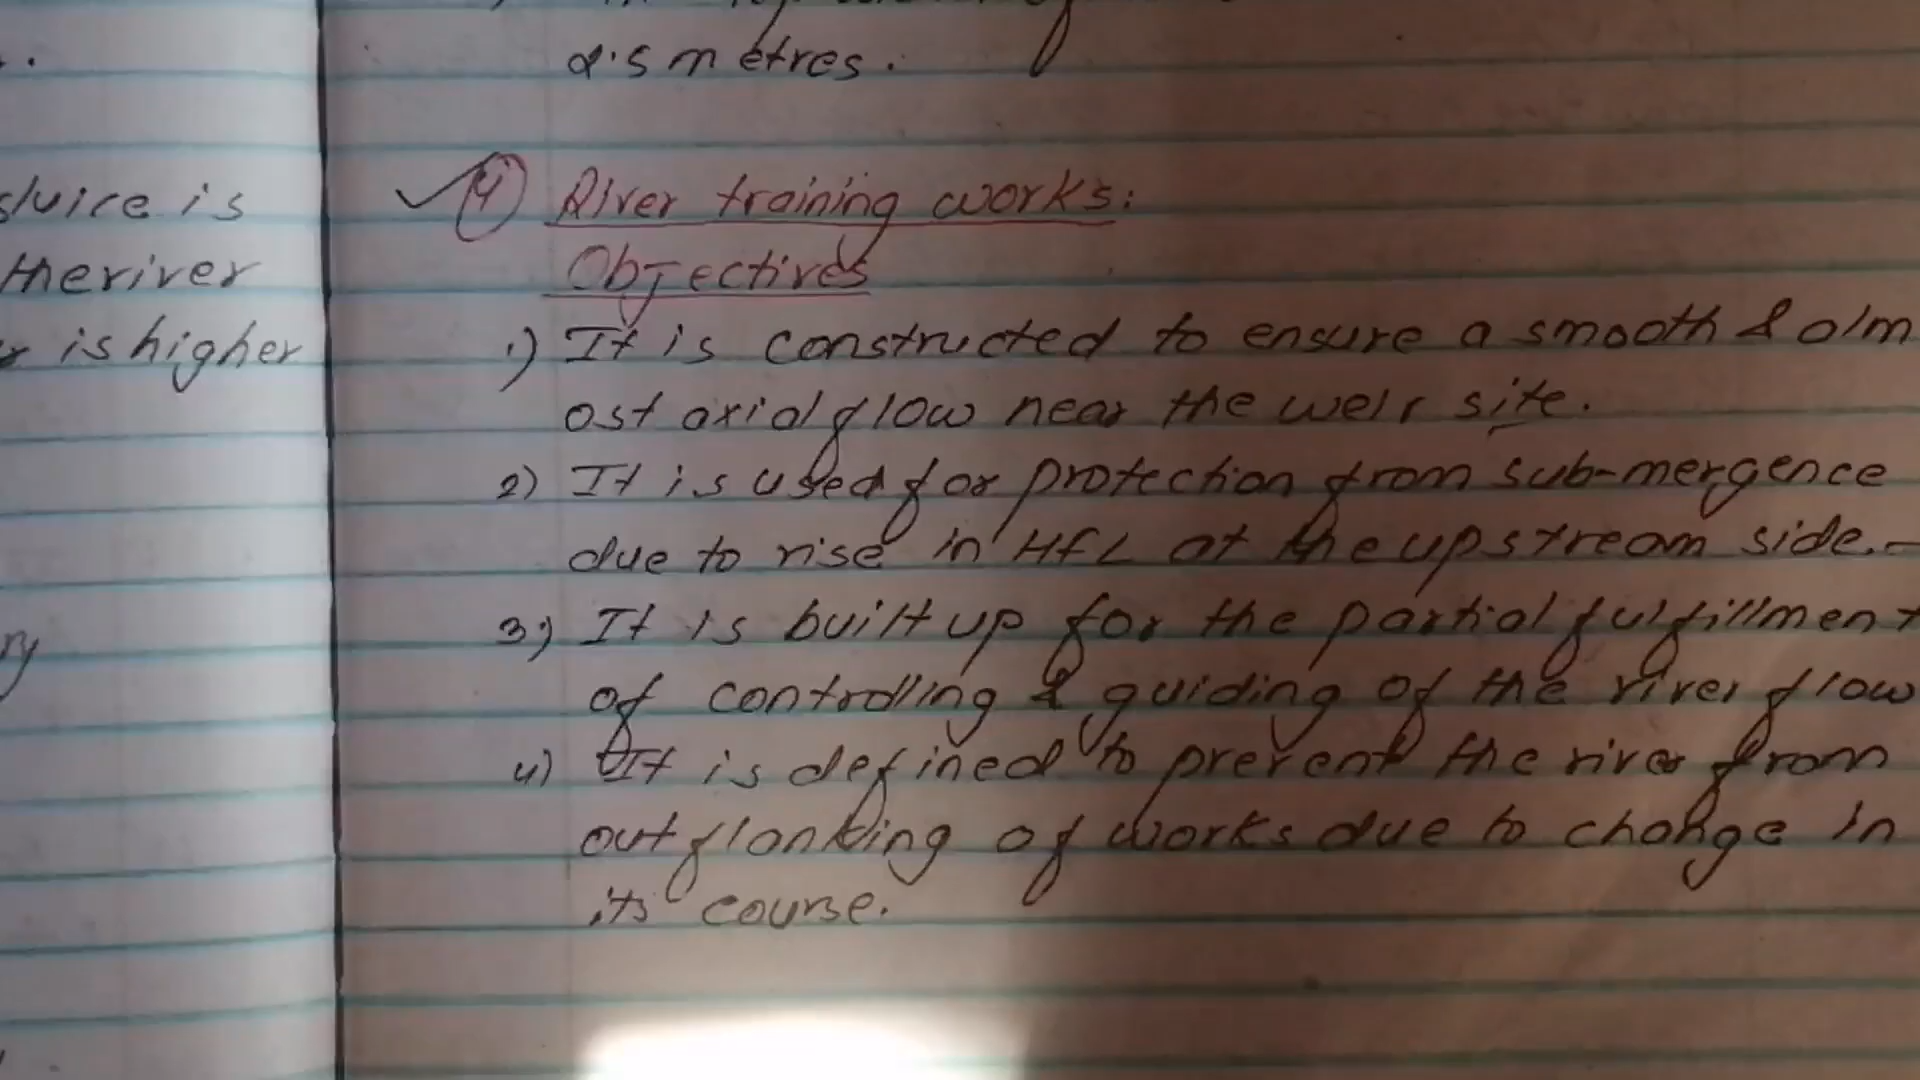 2.5 metres.
sluice is
the river
is higher
4) River training works:
Objectives
1) It is constructed to ensure a smooth & alm
ost axial flow near the weir site.
2) It is used for protection from sub-mergence
due to rise in HFL at the upstream side.
3) It is built up for the partial fulfillment
of controlling & guiding of the river flow
4) It is defined to prevent the river from
outflanking of works due to change in
its course.